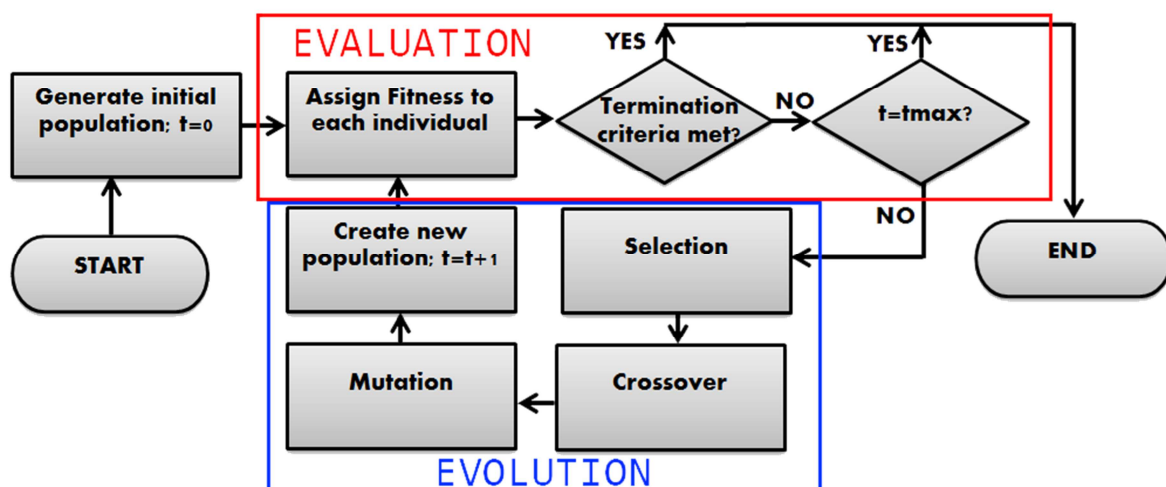 EVALUATION
YES
YES
Generate initial
population; t=0
Assign Fitness to
each individual
Termination
criteria met?
NO
t=tmax?
NO
START
Create new
population; t=t+1
Selection
END
Mutation
Crossover
EVOLUTION